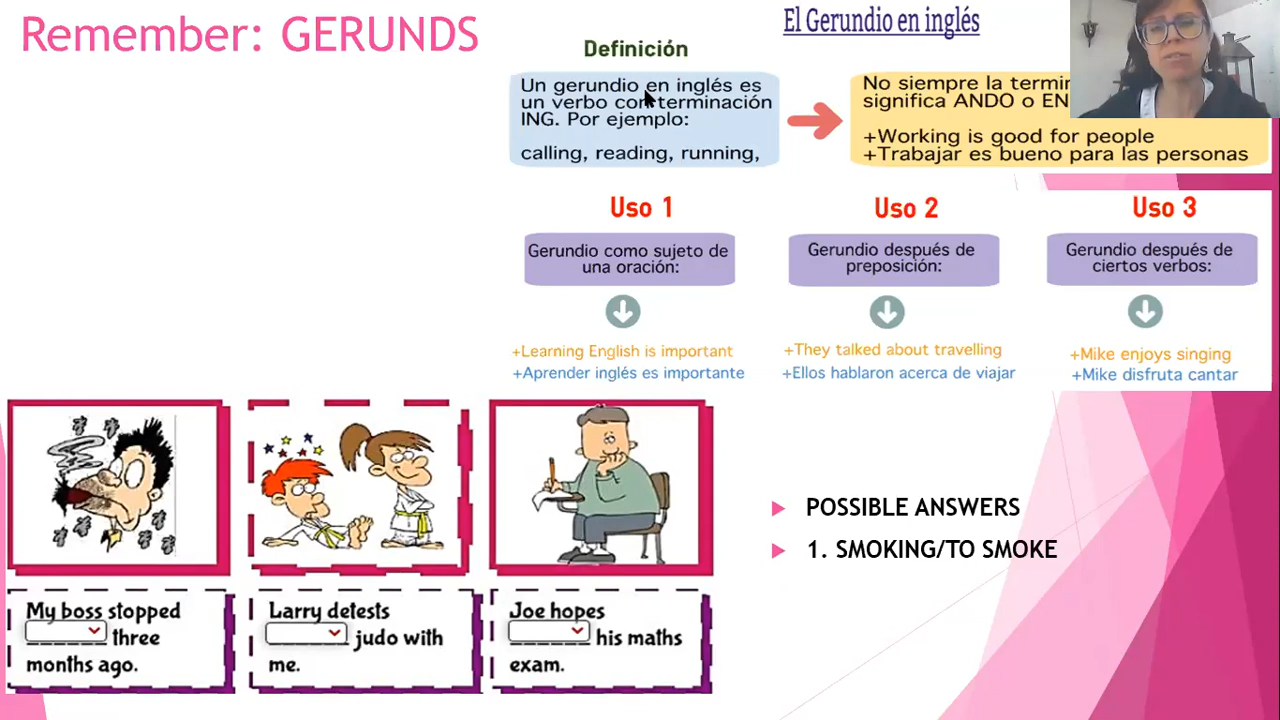 Remember: GERUNDS
El Gerundio en inglés
Definición
Un gerundio en inglés es
un verbo con terminación
ING. Por ejemplo:
calling, reading, running,
No siempre la
significa ANDO o
+Working is good for people
+Trabajar es bueno para las personas
Uso 1
Gerundio como sujeto de
una oración:
+Learning English is important
+Aprender inglés es importante
Uso 2
Gerundio después de
preposición:
+They talked about travelling
+Ellos hablaron acerca de viajar
Uso 3
Gerundio después de
ciertos verbos:
+Mike enjoys singing
+Mike disfruta cantar
My boss stopped
three
months ago.
Larry detests
judo with
me.
Joe hopes
his maths
exam.
POSSIBLE ANSWERS
1. SMOKING/TO SMOKE